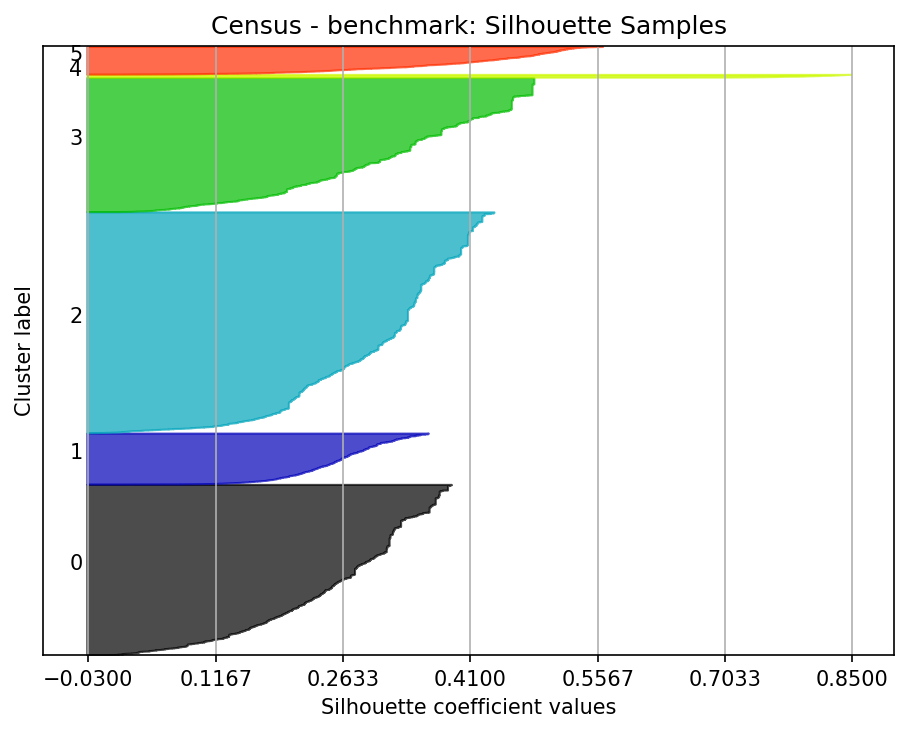 Census - benchmark: Silhouette Samples
5
4
3
2
1
0
Cluster label
−0.0300 0.1167 0.2633 0.4100 0.5567 0.7033 0.8500
Silhouette coefficient values